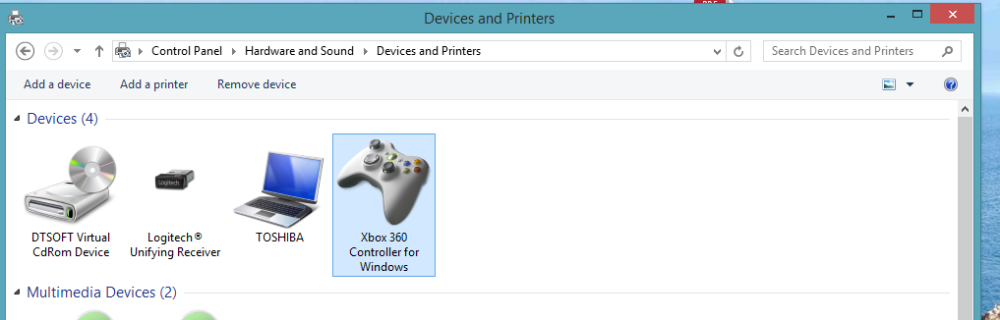 Devices and Printers
Control Panel Hardware and Sound Devices and Printers
Search Devices and Printers
Add a device Add a printer Remove device
Devices (4)
Logitech
DTSOFT Virtual
CdRom Device
Logitech®
Unifying Receiver
TOSHIBA
Xbox 360
Controller for
Windows
Multimedia Devices (2)